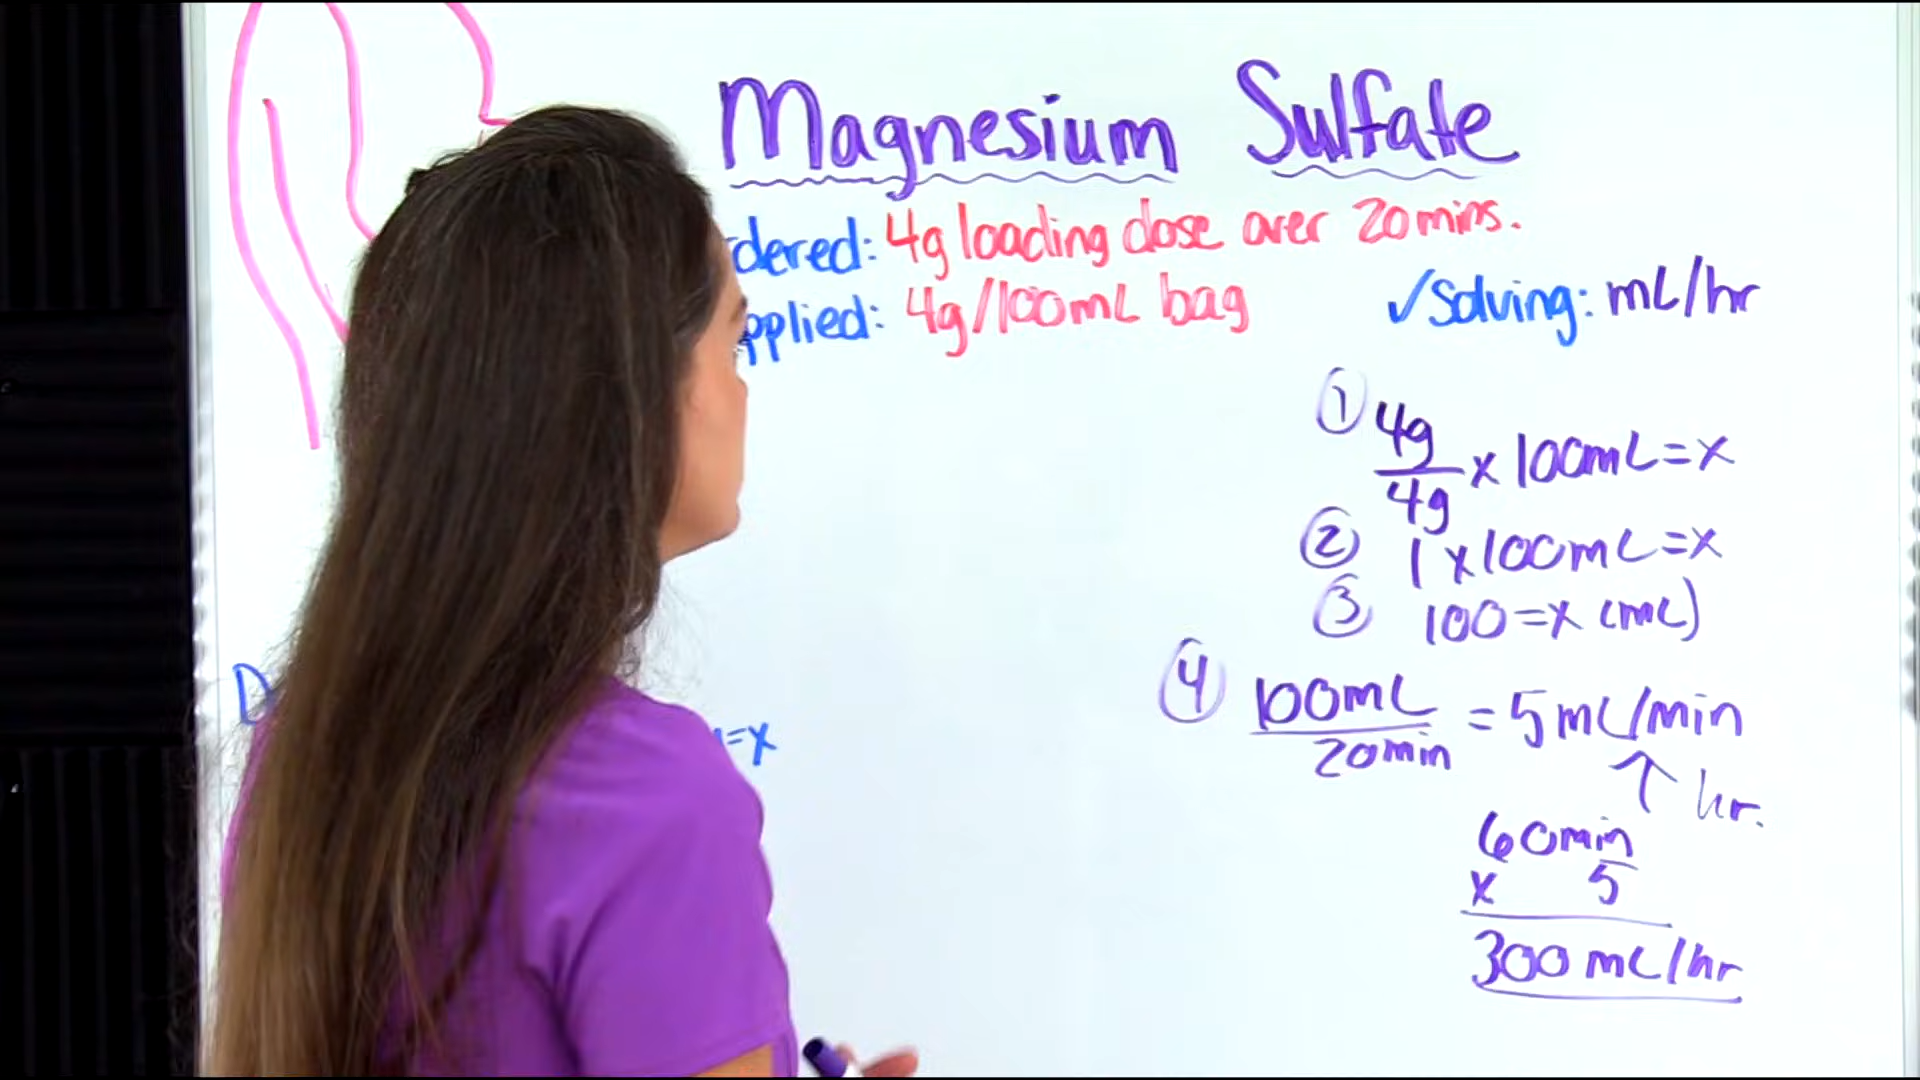 Magnesium Sulfate
dered: 4g loading dose over 20mins.
pplied: 4g/100mL bag
✓Solving: mL/hr
① 4g/4g x 100mL=x
② 1 x 100mL=x
③ 100=x (mL)
④ 100mL/20min = 5mL/min
↑ hr.
60min
x 5
300 mL/hr
D
=x